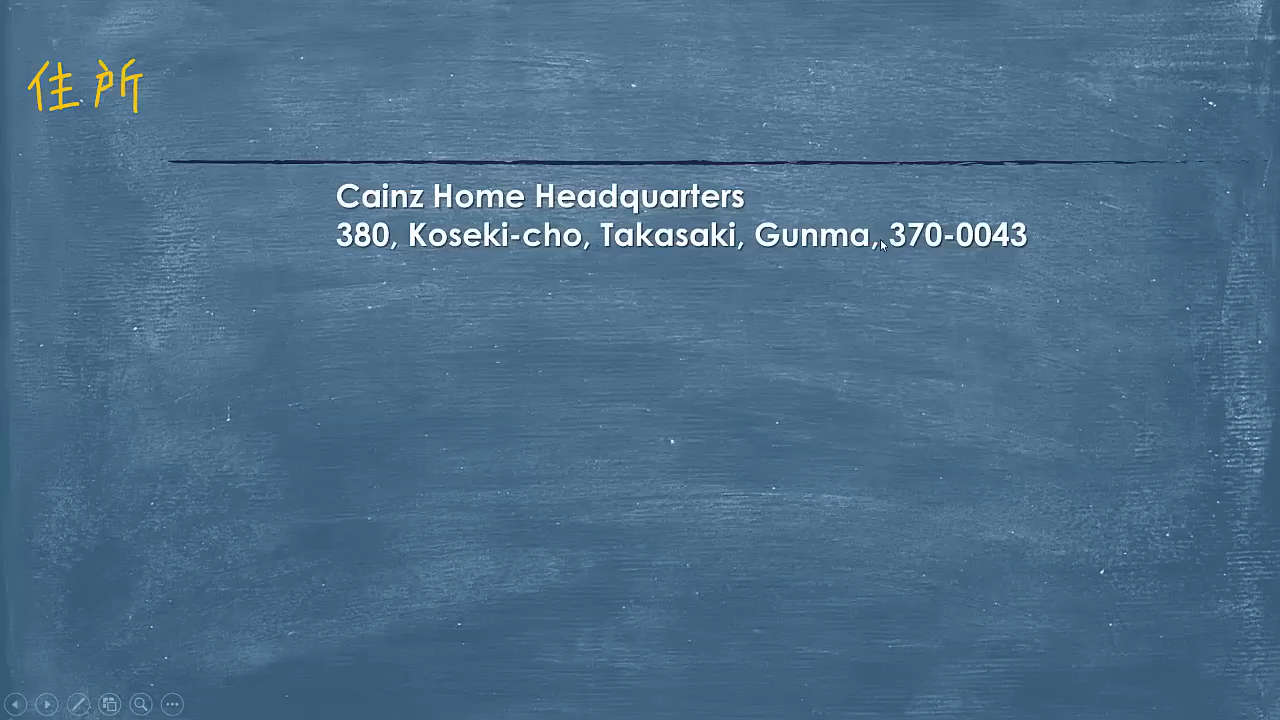 住所
Cainz Home Headquarters
380, Koseki-cho, Takasaki, Gunma, 370-0043